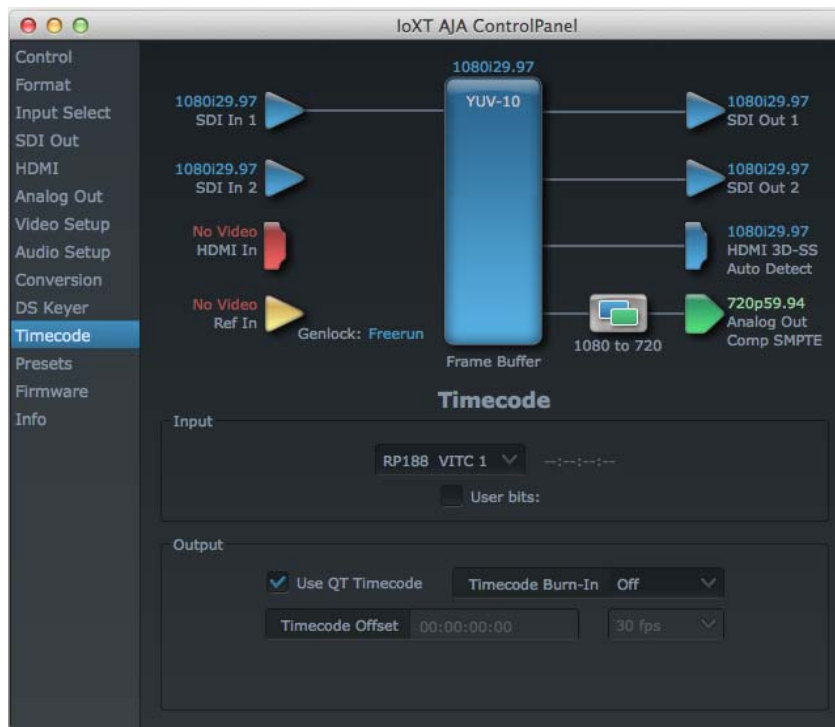 IoXT AJA ControlPanel
Control
Format
Input Select
SDI Out
HDMI
Analog Out
Video Setup
Audio Setup
Conversion
DS Keyer
Timecode
Presets
Firmware
Info
1080i29.97
YUV-10
1080i29.97
SDI In 1
1080i29.97
SDI In 2
No Video
HDMI In
No Video
Ref In
Genlock: Freerun
Frame Buffer
1080i29.97
SDI Out 1
1080i29.97
SDI Out 2
1080i29.97
HDMI 3D-SS
Auto Detect
1080 to 720
720p59.94
Analog Out
Comp SMPTE
Timecode
Input
RP188 VITC 1 --:--:--:--
User bits:
Output
Use QT Timecode Timecode Burn-In Off
Timecode Offset 00:00:00:00 30 fps